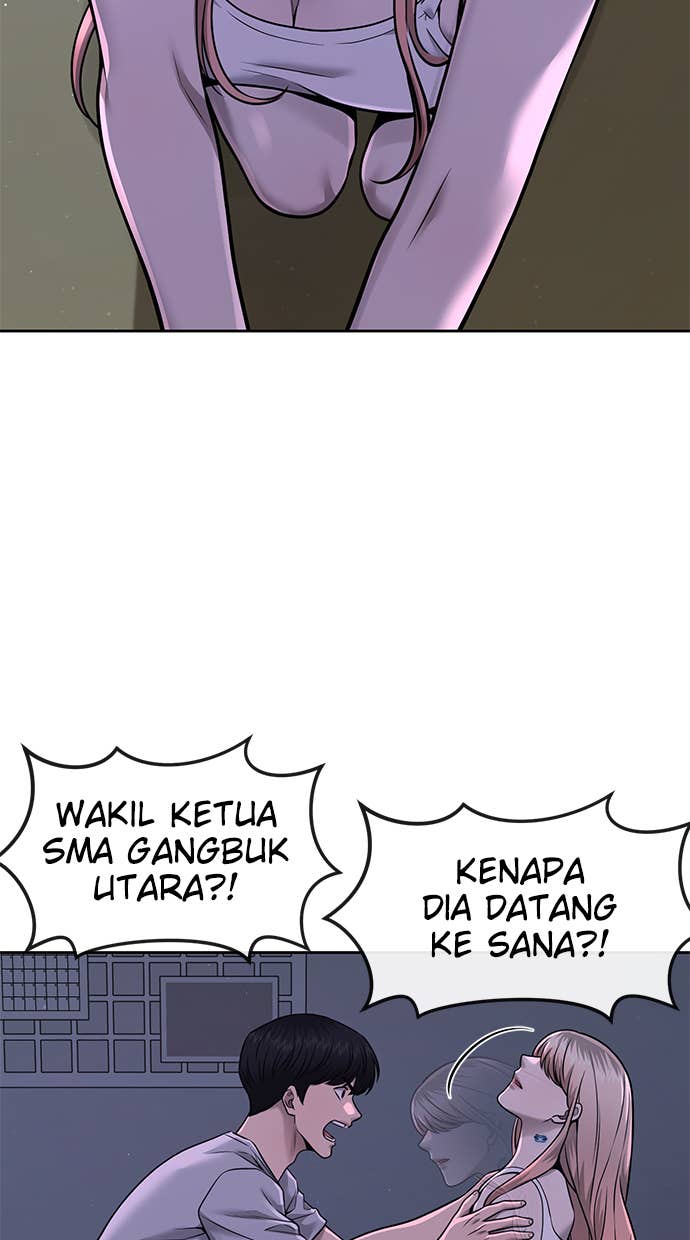 WAKIL KETUA
SMA GANGBUK
UTARA?!
KENAPA
DIA DATANG
KE SANA?!